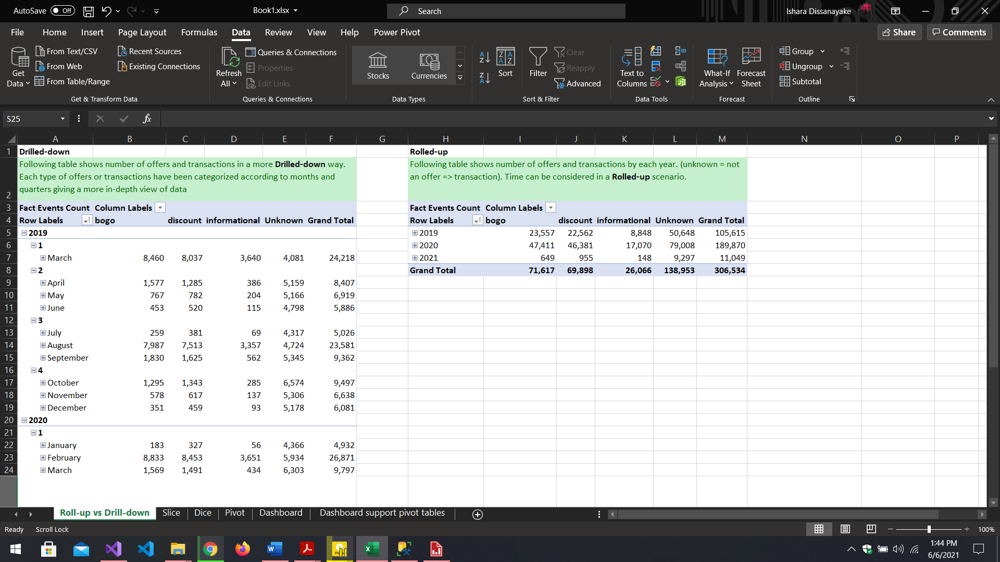 AutoSave Off Book1.xlsx Search Ishara Dissanayake
File Home Insert Page Layout Formulas Data Review View Help Power Pivot Share Comments
Get Data
From Text/CSV
From Web
From Table/Range
Recent Sources
Existing Connections
Get & Transform Data
Refresh All
Queries & Connections
Properties
Edit Links
Queries & Connections
Stocks Currencies
Data Types
Sort
Filter
Clear
Reapply
Advanced
Sort & Filter
Text to Columns
Data Tools
What-If Analysis
Forecast Sheet
Forecast
Group
Ungroup
Subtotal
Outline
S25 fx
A B C D E F G H I J K L M N O P
1 Drilled-down Rolled-up
2 Following table shows number of offers and transactions in a more Drilled-down way.
Each type of offers or transactions have been categorized according to months and
quarters giving a more in-depth view of data
Following table shows number of offers and transactions by each year. (unknown = not
an offer => transaction). Time can be considered in a Rolled-up scenario.
3 Fact Events Count Column Labels Fact Events Count Column Labels
4 Row Labels bogo discount informational Unknown Grand Total Row Labels bogo discount informational Unknown Grand Total
5 2019 2019 23,557 22,562 8,848 50,648 105,615
6 1 2020 47,411 46,381 17,070 79,008 189,870
7 March 8,460 8,037 3,640 4,081 24,218 2021 649 955 148 9,297 11,049
8 2 Grand Total 71,617 69,898 26,066 138,953 306,534
9 April 1,577 1,285 386 5,159 8,407
10 May 767 782 204 5,166 6,919
11 June 453 520 115 4,798 5,886
12 3
13 July 259 381 69 4,317 5,026
14 August 7,987 7,513 3,357 4,724 23,581
15 September 1,830 1,625 562 5,345 9,362
16 4
17 October 1,295 1,343 285 6,574 9,497
18 November 578 617 137 5,306 6,638
19 December 351 459 93 5,178 6,081
20 2020
21 1
22 January 183 327 56 4,366 4,932
23 February 8,833 8,453 3,651 5,934 26,871
24 March 1,569 1,491 434 6,303 9,797
Roll-up vs Drill-down Slice Dice Pivot Dashboard Dashboard support pivot tables
Ready Scroll Lock 100%
1:44 PM
6/6/2021